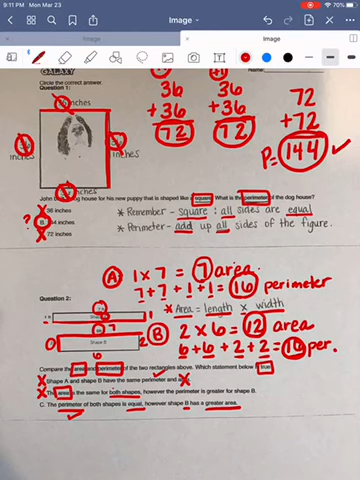 9:11 PM Mon Mar 23
Image
Image
GALAXY
Name:
Circle the correct answer.
Question 1:
inches
36
+36
72
36
+36
72
72
+72
P=144
inches
inches
inches
house for his new puppy that is shaped like a square. What is the perimeter of the dog house?
36 inches
?
B. 144 inches
72 inches
* Remember - square: all sides are equal
* Perimeter - add up all sides of the figure.
A 1 x 7 = 7 area.
7 + 7 + 1 + 1 = 16 perimeter
Question 2:
* Area = length x width
1
7
B 2 x 6 = 12 area
Shape B
2
6
6 + 6 + 2 + 2 = 16 per.
Compare the area and perimeter of the two rectangles above. Which statement below is true?
Shape A and shape B have the same perimeter and
The area is the same for both shapes, however the perimeter is greater for shape B.
C. The perimeter of both shapes is equal, however shape B has a greater area.